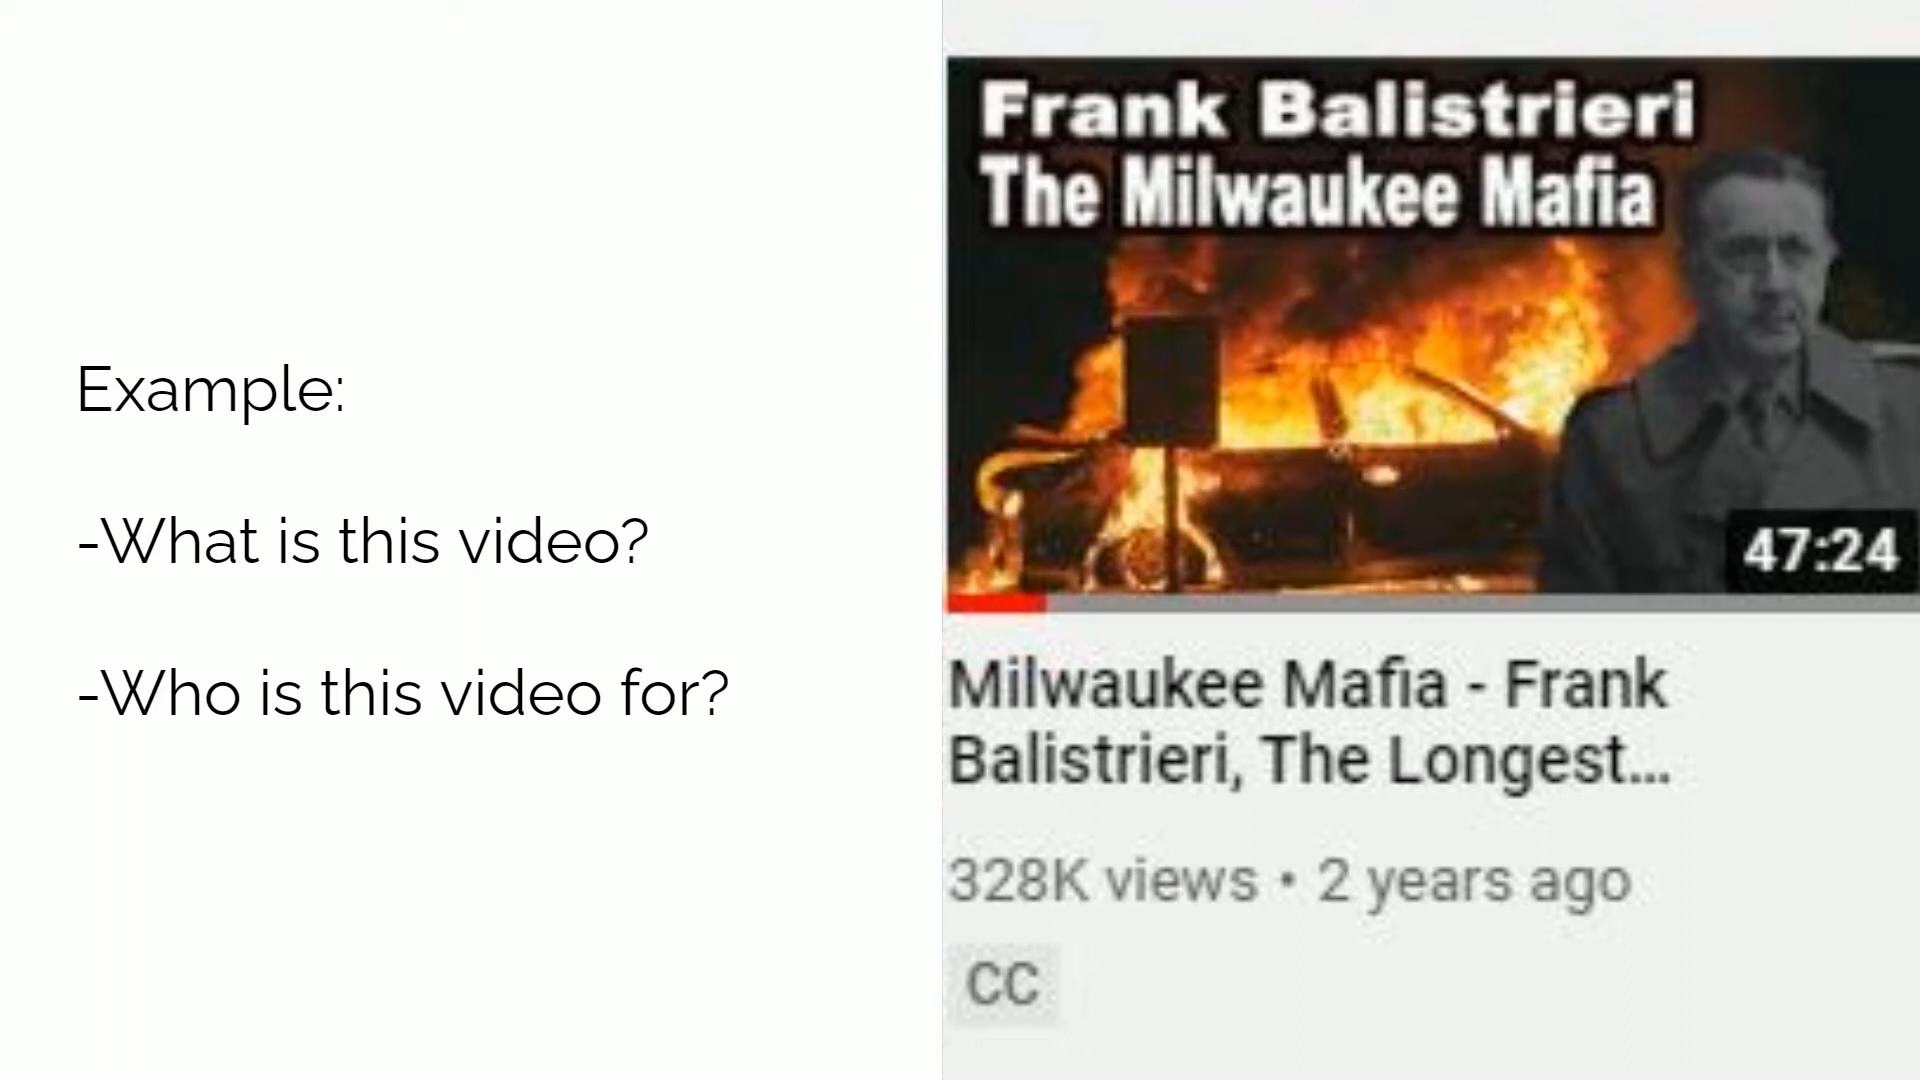 Example:
-What is this video?
-Who is this video for?
Frank Balistrieri
The Milwaukee Mafia
47:24
Milwaukee Mafia - Frank
Balistrieri, The Longest...
328K views • 2 years ago
CC